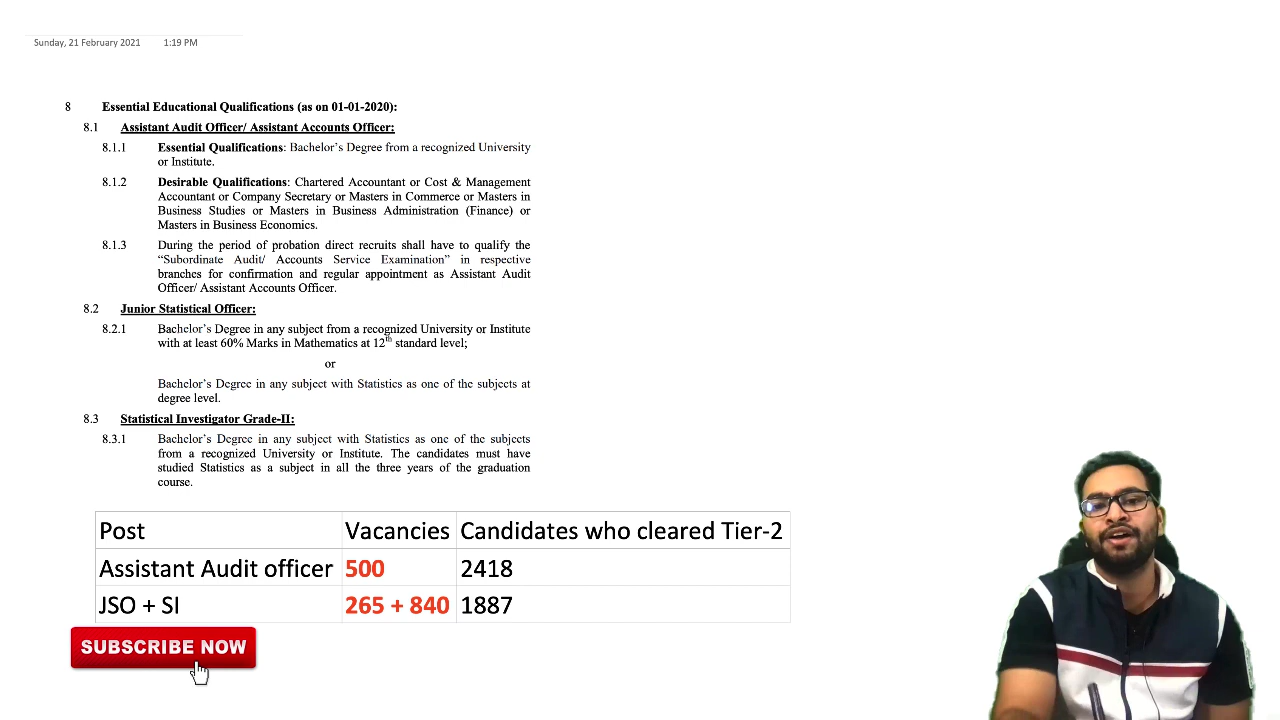 Sunday, 21 February 2021 1:19 PM
8 Essential Educational Qualifications (as on 01-01-2020):
8.1 Assistant Audit Officer/ Assistant Accounts Officer:
8.1.1 Essential Qualifications: Bachelor's Degree from a recognized University
or Institute.
8.1.2 Desirable Qualifications: Chartered Accountant or Cost & Management
Accountant or Company Secretary or Masters in Commerce or Masters in
Business Studies or Masters in Business Administration (Finance) or
Masters in Business Economics.
8.1.3 During the period of probation direct recruits shall have to qualify the
“Subordinate Audit/ Accounts Service Examination” in respective
branches for confirmation and regular appointment as Assistant Audit
Officer/ Assistant Accounts Officer.
8.2 Junior Statistical Officer:
8.2.1 Bachelor's Degree in any subject from a recognized University or Institute
with at least 60% Marks in Mathematics at 12th standard level;
or
Bachelor's Degree in any subject with Statistics as one of the subjects at
degree level.
8.3 Statistical Investigator Grade-II:
8.3.1 Bachelor's Degree in any subject with Statistics as one of the subjects
from a recognized University or Institute. The candidates must have
studied Statistics as a subject in all the three years of the graduation
course.
Post Vacancies Candidates who cleared Tier-2
Assistant Audit officer 500 2418
JSO + SI 265 + 840 1887
SUBSCRIBE NOW